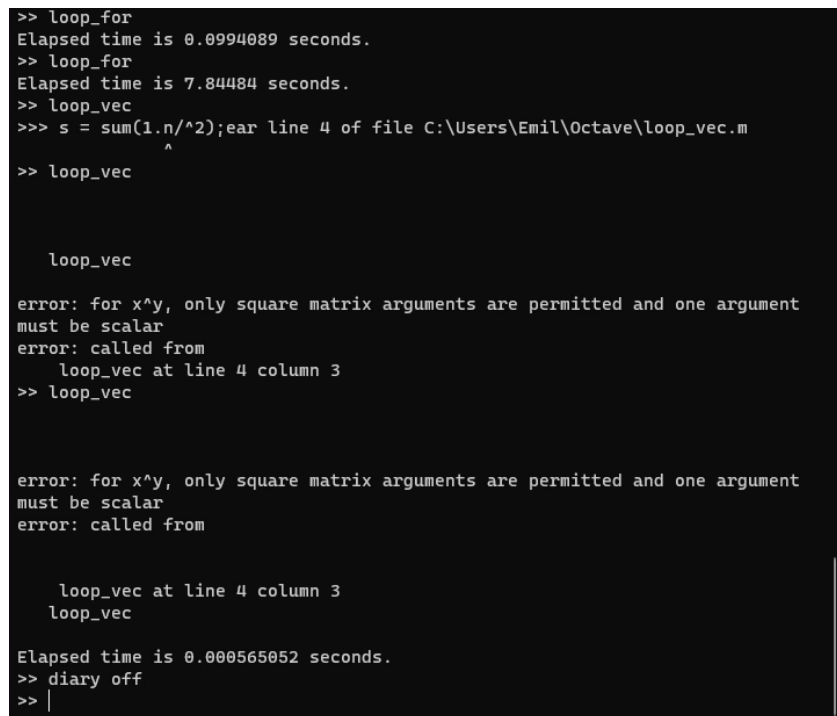 >> loop_for
Elapsed time is 0.0994089 seconds.
>> loop_for
Elapsed time is 7.84484 seconds.
>> loop_vec
>>> s = sum(1.n/^2);ear line 4 of file C:\Users\Emil\Octave\loop_vec.m
^
>> loop_vec
loop_vec
error: for x^y, only square matrix arguments are permitted and one argument
must be scalar
error: called from
loop_vec at line 4 column 3
>> loop_vec
error: for x^y, only square matrix arguments are permitted and one argument
must be scalar
error: called from
loop_vec at line 4 column 3
loop_vec
Elapsed time is 0.000565052 seconds.
>> diary off
>>